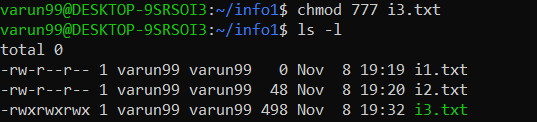 varun99@DESKTOP-9SRSOI3:~/info1$ chmod 777 i3.txt
varun99@DESKTOP-9SRSOI3:~/info1$ ls -l
total 0
-rw-r--r-- 1 varun99 varun99   0 Nov  8 19:19 i1.txt
-rw-r--r-- 1 varun99 varun99  48 Nov  8 19:20 i2.txt
-rwxrwxrwx 1 varun99 varun99 498 Nov  8 19:32 i3.txt